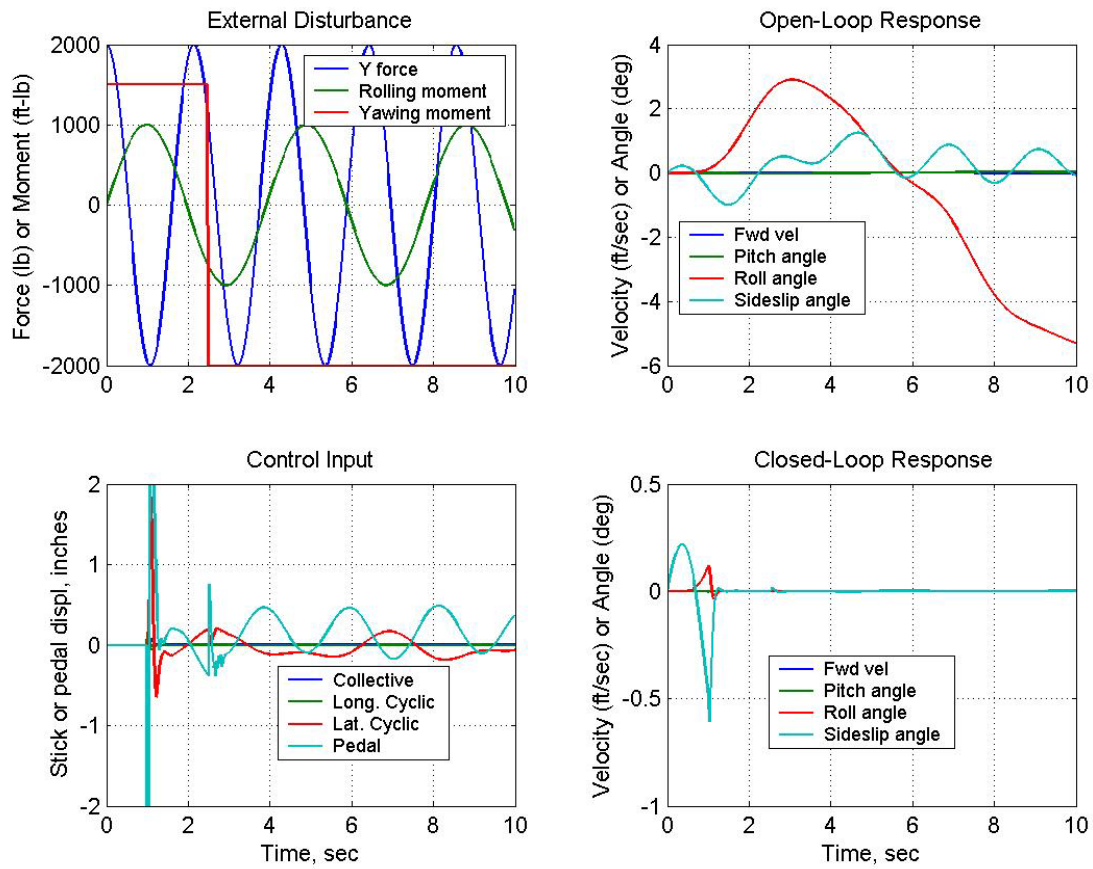 External Disturbance
Force (lb) or Moment (ft-lb)
2000
1000
0
-1000
-2000
Y force
Rolling moment
Yawing moment
0 2 4 6 8 10
Open-Loop Response
Velocity (ft/sec) or Angle (deg)
4
2
0
-2
-4
-6
Fwd vel
Pitch angle
Roll angle
Sideslip angle
0 2 4 6 8 10
Control Input
Stick or pedal displ, inches
2
1
0
-1
-2
Collective
Long. Cyclic
Lat. Cyclic
Pedal
0 2 4 6 8 10
Time, sec
Closed-Loop Response
Velocity (ft/sec) or Angle (deg)
0.5
0
-0.5
-1
Fwd vel
Pitch angle
Roll angle
Sideslip angle
0 2 4 6 8 10
Time, sec